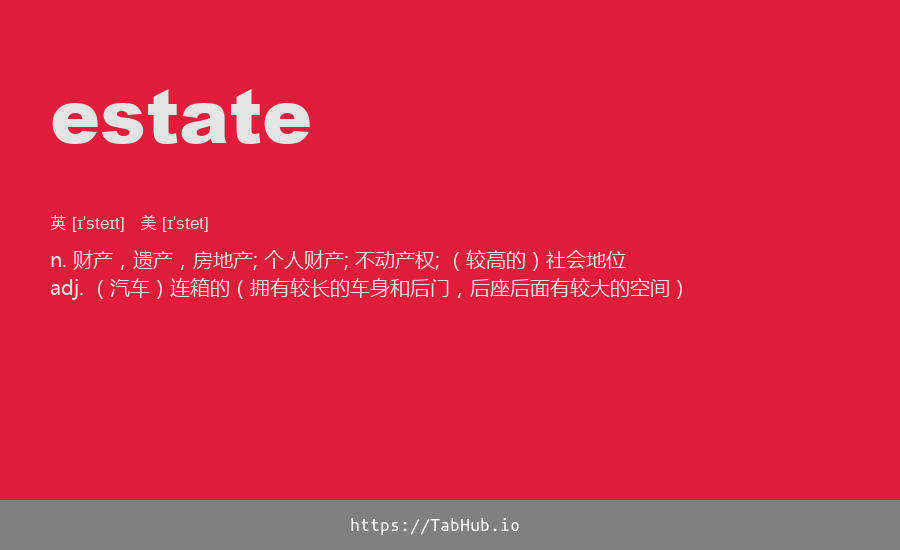 estate
英 [ɪ'steɪt] 美 [ɪ'stet]
n. 财产，遗产，房地产; 个人财产; 不动产权; （较高的）社会地位
adj. （汽车）连箱的（拥有较长的车身和后门，后座后面有较大的空间）
https://TabHub.io